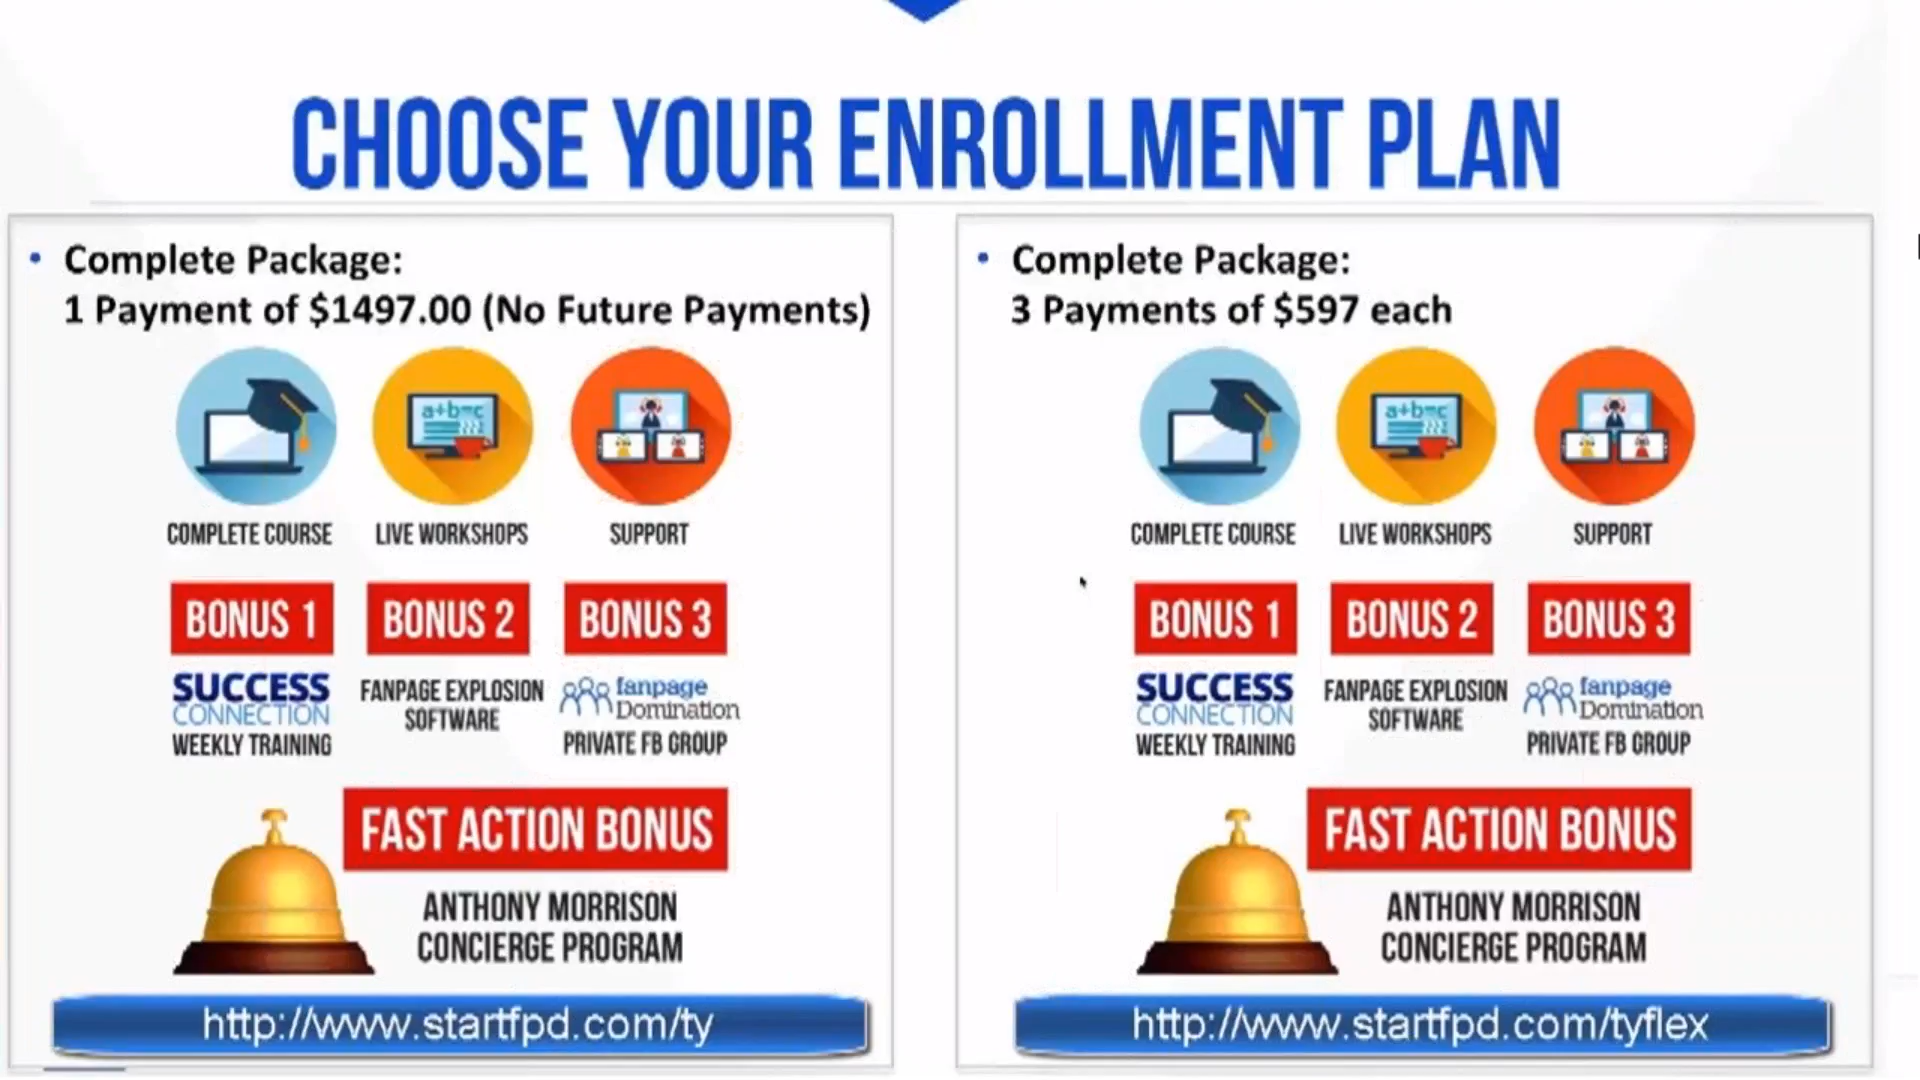 CHOOSE YOUR ENROLLMENT PLAN
• Complete Package:
1 Payment of $1497.00 (No Future Payments)
a+b=c
COMPLETE COURSE
LIVE WORKSHOPS
SUPPORT
BONUS 1
BONUS 2
BONUS 3
SUCCESS
CONNECTION
WEEKLY TRAINING
FANPAGE EXPLOSION
SOFTWARE
fanpage
Domination
PRIVATE FB GROUP
FAST ACTION BONUS
ANTHONY MORRISON
CONCIERGE PROGRAM
http://www.startfpd.com/ty
• Complete Package:
3 Payments of $597 each
a+b=c
COMPLETE COURSE
LIVE WORKSHOPS
SUPPORT
BONUS 1
BONUS 2
BONUS 3
SUCCESS
CONNECTION
WEEKLY TRAINING
FANPAGE EXPLOSION
SOFTWARE
fanpage
Domination
PRIVATE FB GROUP
FAST ACTION BONUS
ANTHONY MORRISON
CONCIERGE PROGRAM
http://www.startfpd.com/tyflex